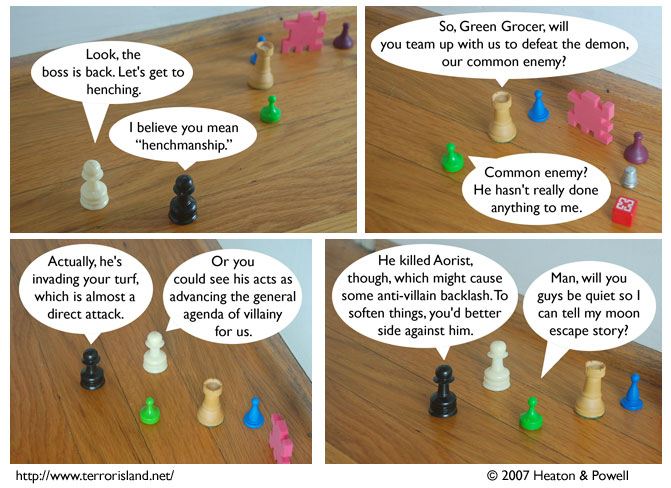 Look, the
boss is back. Let's get to
henching.
I believe you mean
“henchmanship.”
So, Green Grocer, will
you team up with us to defeat the demon,
our common enemy?
Common enemy?
He hasn't really done
anything to me.
Actually, he's
invading your turf,
which is almost a
direct attack.
Or you
could see his acts as
advancing the general
agenda of villainy
for us.
He killed Aorist,
though, which might cause
some anti-villain backlash. To
soften things, you'd better
side against him.
Man, will you
guys be quiet so I
can tell my moon
escape story?
http://www.terrorisland.net/
© 2007 Heaton & Powell